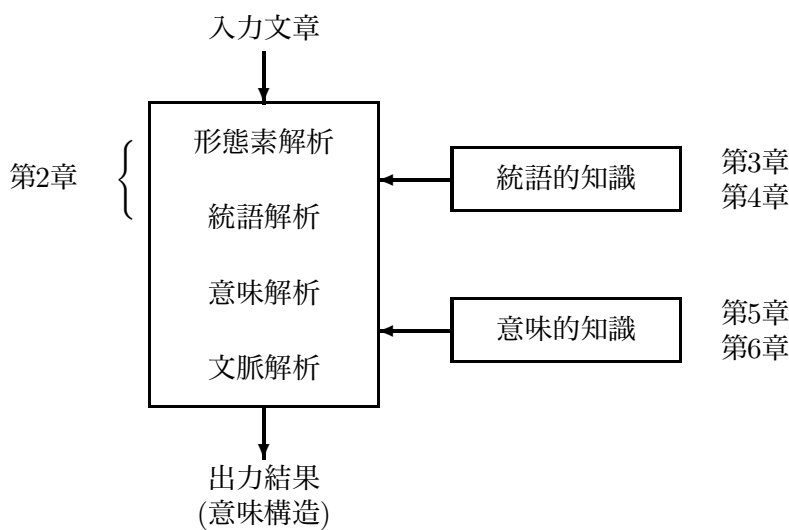 入力文章
形態素解析
第2章
統語的知識
第3章
第4章
統語解析
意味解析
意味的知識
第5章
第6章
文脈解析
出力結果
(意味構造)